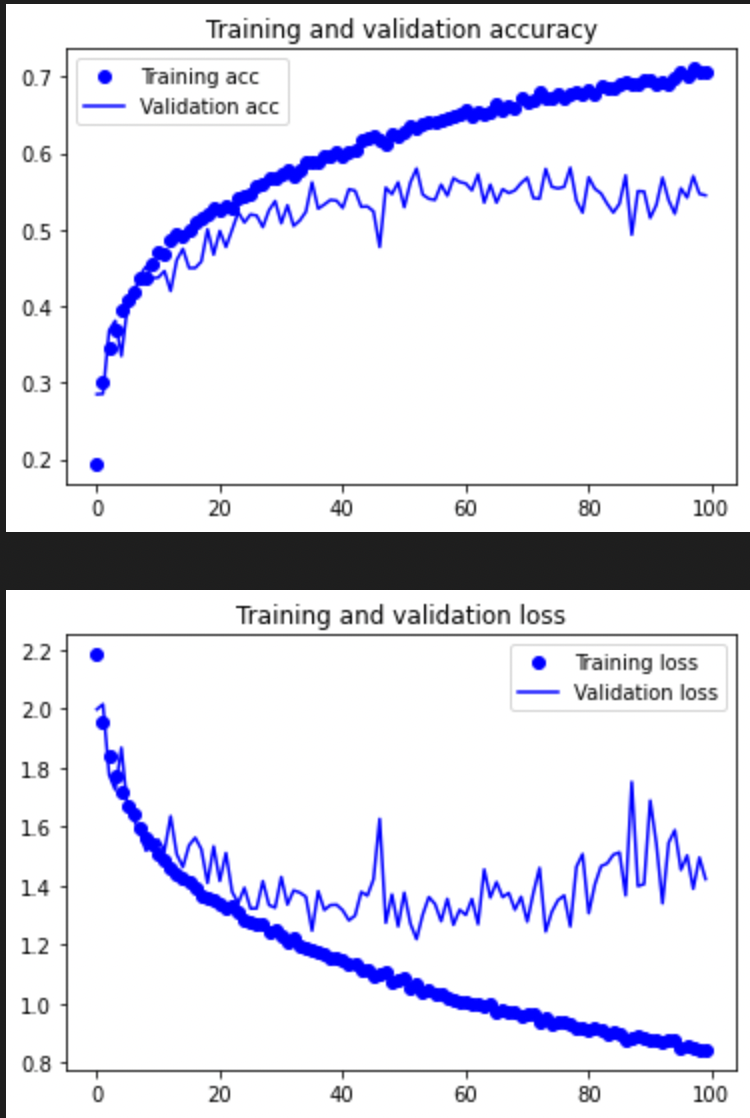 Training and validation accuracy
Training acc
Validation acc
0.7
0.6
0.5
0.4
0.3
0.2
0 20 40 60 80 100
Training and validation loss
Training loss
Validation loss
2.2
2.0
1.8
1.6
1.4
1.2
1.0
0.8
0 20 40 60 80 100